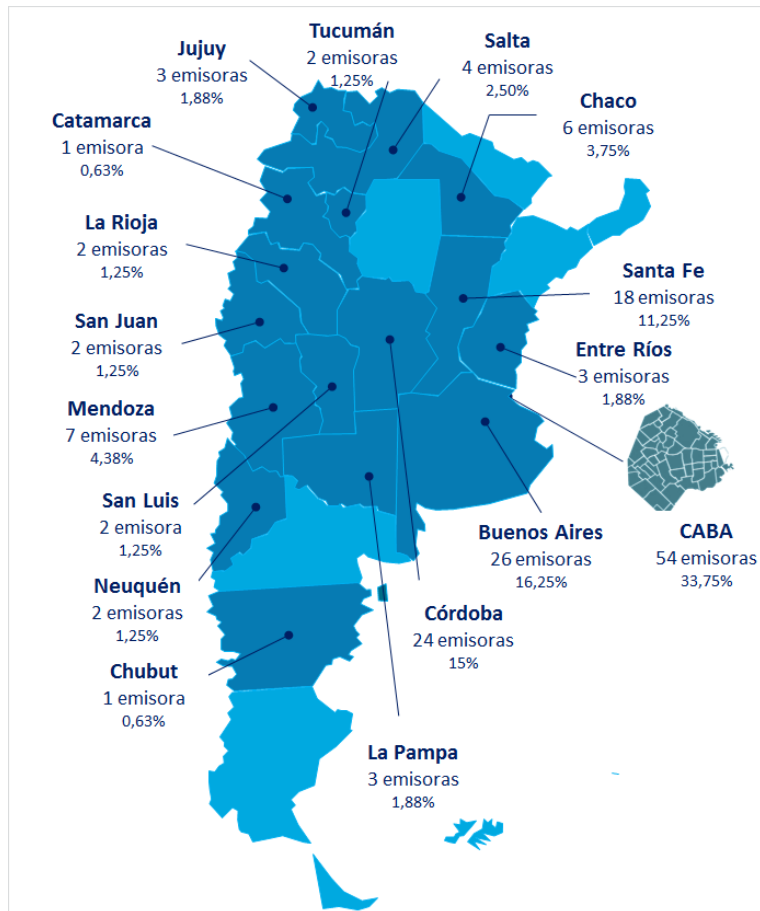 Jujuy
3 emisoras
1,88%
Tucumán
2 emisoras
1,25%
Salta
4 emisoras
2,50%
Chaco
6 emisoras
3,75%
Catamarca
1 emisora
0,63%
La Rioja
2 emisoras
1,25%
Santa Fe
18 emisoras
11,25%
San Juan
2 emisoras
1,25%
Entre Ríos
3 emisoras
1,88%
Mendoza
7 emisoras
4,38%
San Luis
2 emisora
1,25%
Buenos Aires
26 emisoras
16,25%
CABA
54 emisoras
33,75%
Neuquén
2 emisoras
1,25%
Córdoba
24 emisoras
15%
Chubut
1 emisora
0,63%
La Pampa
3 emisoras
1,88%